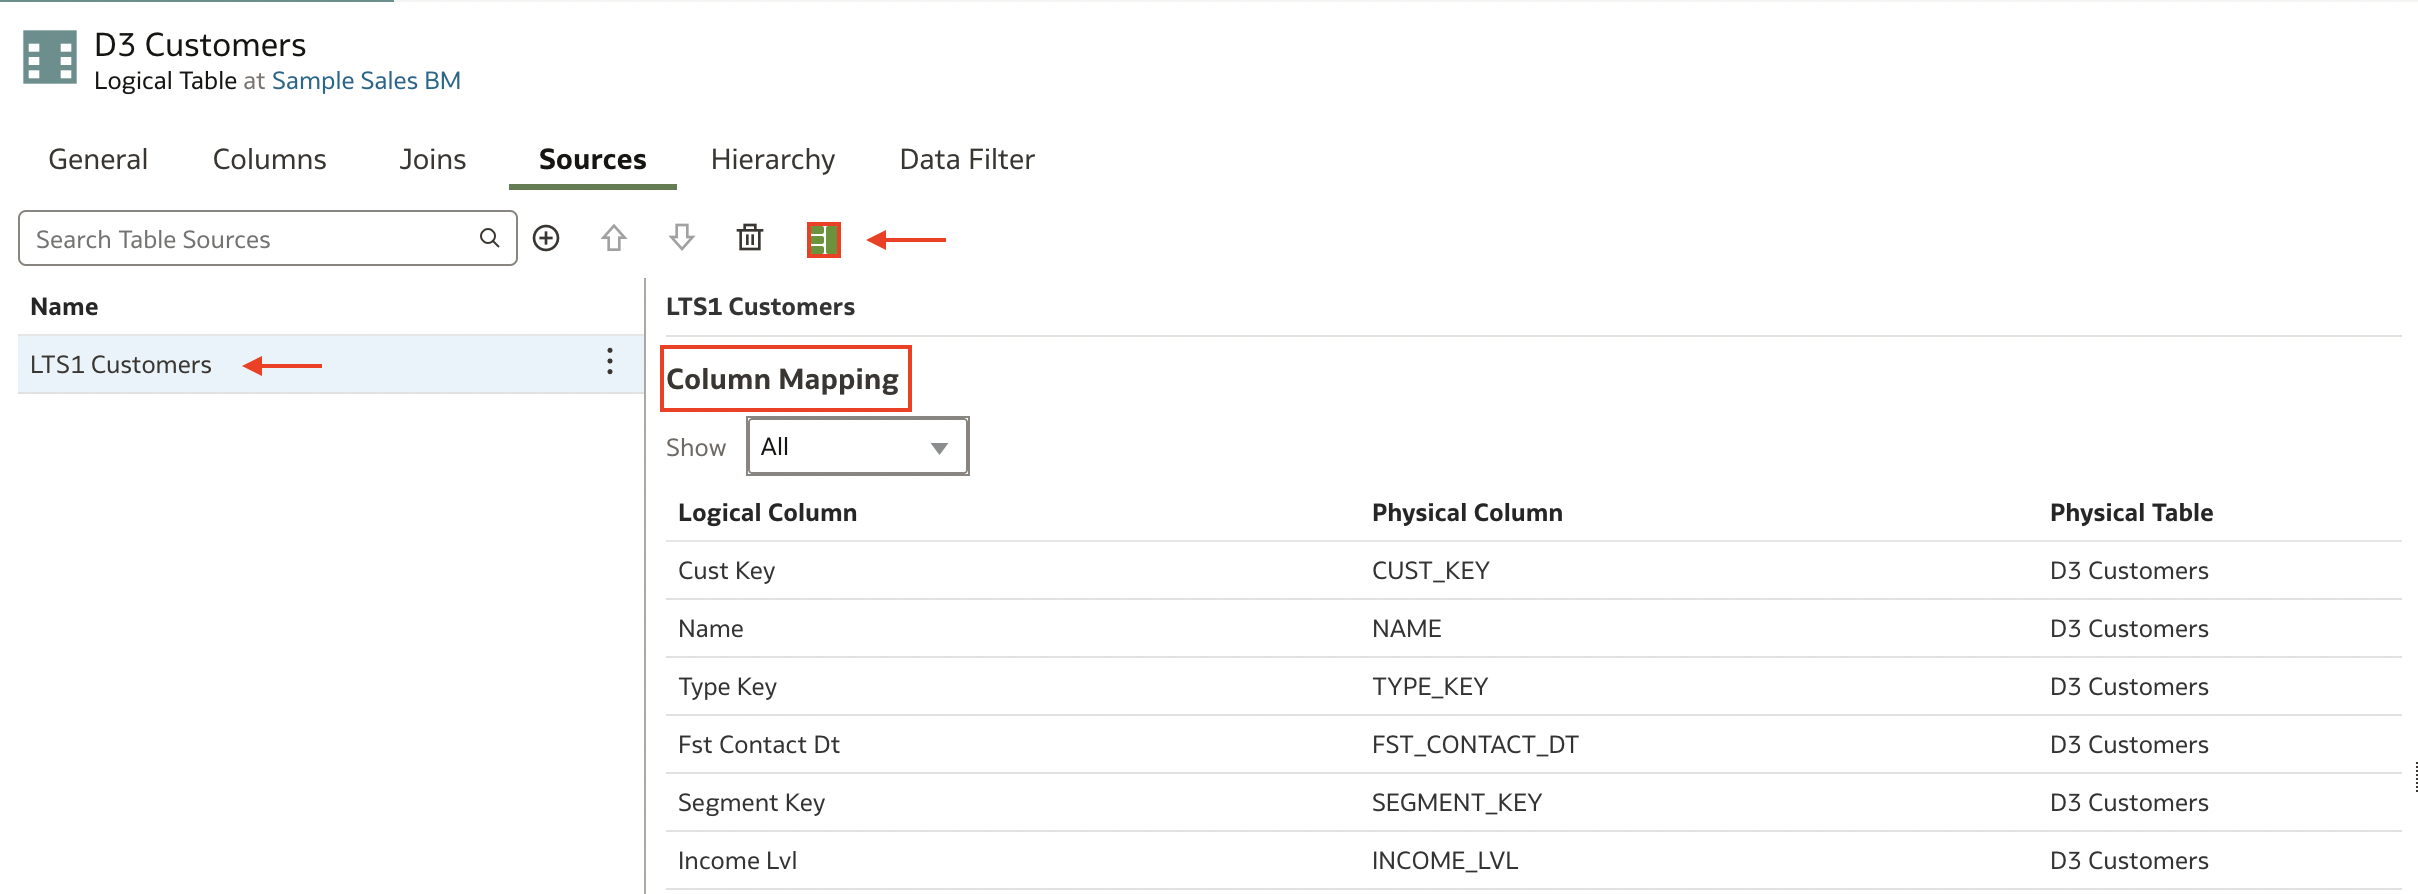 D3 Customers
Logical Table at Sample Sales BM
General Columns Joins Sources Hierarchy Data Filter
Search Table Sources
Name
LTS1 Customers
LTS1 Customers
Column Mapping
Show All
Logical Column Physical Column Physical Table
Cust Key CUST_KEY D3 Customers
Name NAME D3 Customers
Type Key TYPE_KEY D3 Customers
Fst Contact Dt FST_CONTACT_DT D3 Customers
Segment Key SEGMENT_KEY D3 Customers
Income Lvl INCOME_LVL D3 Customers